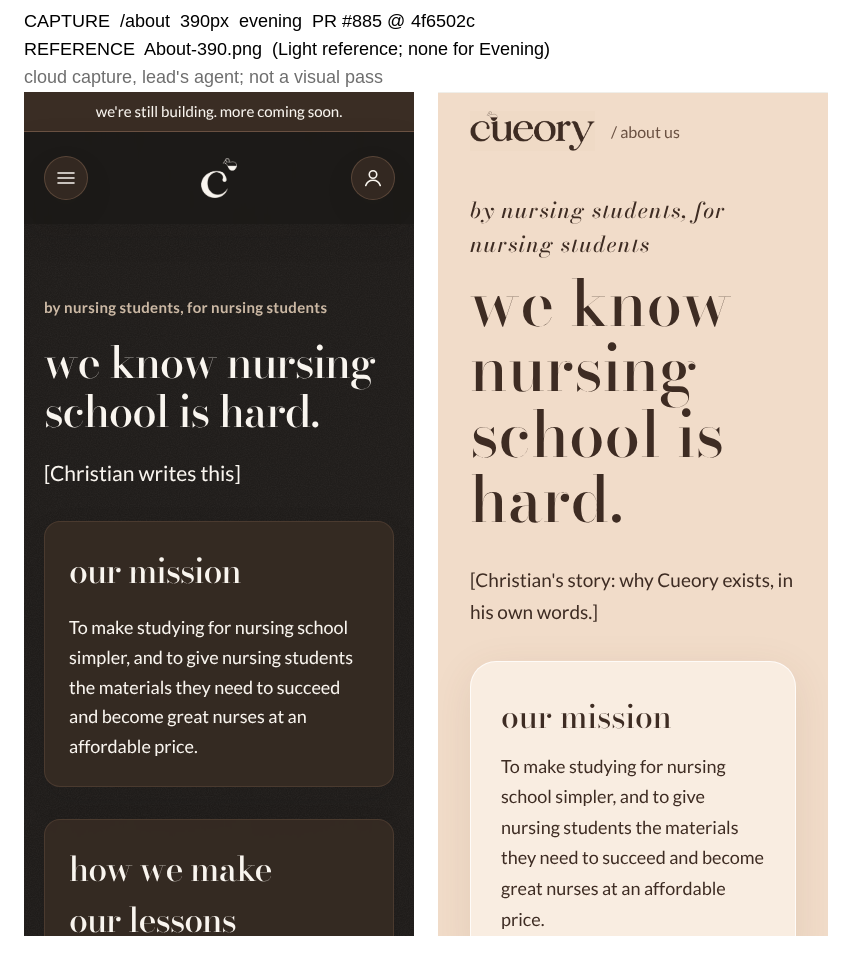 CAPTURE /about 390px evening PR #885 @ 4f6502c
REFERENCE About-390.png (Light reference; none for Evening)
cloud capture, lead's agent; not a visual pass
we're still building. more coming soon.
c
by nursing students, for nursing students
we know nursing
school is hard.
[Christian writes this]
our mission
To make studying for nursing school
simpler, and to give nursing students
the materials they need to succeed
and become great nurses at an
affordable price.
how we make
our lessons
cueory / about us
by nursing students, for
nursing students
we know
nursing
school is
hard.
[Christian's story: why Cueory exists, in
his own words.]
our mission
To make studying for nursing
school simpler, and to give
nursing students the materials
they need to succeed and become
great nurses at an affordable
price.